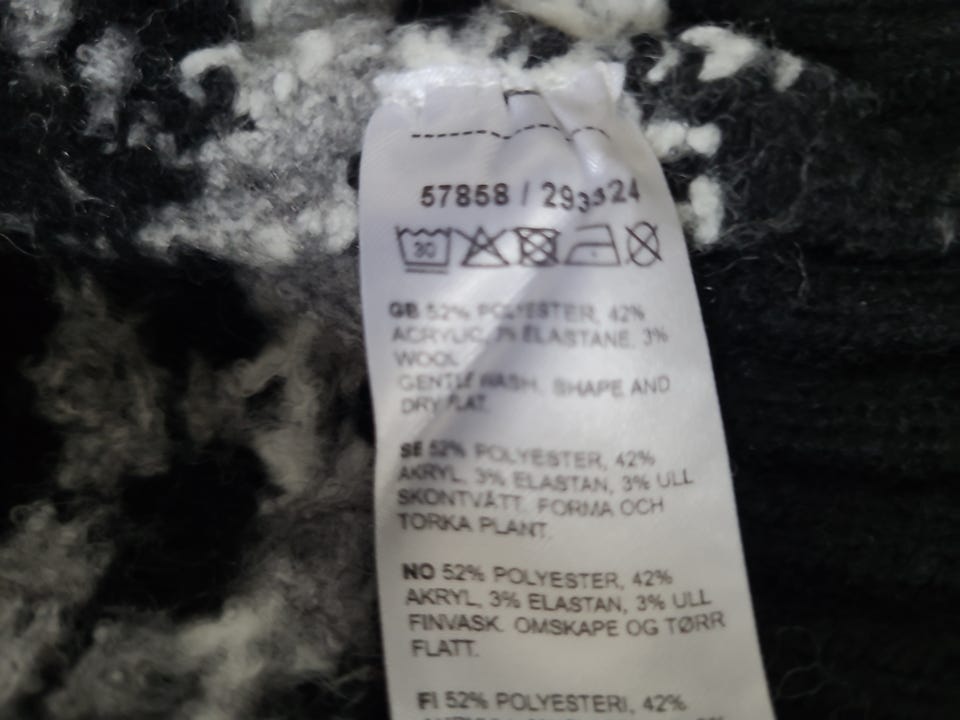 57858 / 293324
30
GB 52% POLYESTER, 42%
ACRYLIC, 3% ELASTANE, 3%
WOOL
GENTLE WASH. SHAPE AND
DRY FLAT.
SE 52% POLYESTER, 42%
AKRYL, 3% ELASTAN, 3% ULL
SKONTVÄTT. FORMA OCH
TORKA PLANT.
NO 52% POLYESTER, 42%
AKRYL, 3% ELASTAN, 3% ULL
FINVASK. OMSKAPE OG TØRR
FLATT.
FI 52% POLYESTERI, 42%